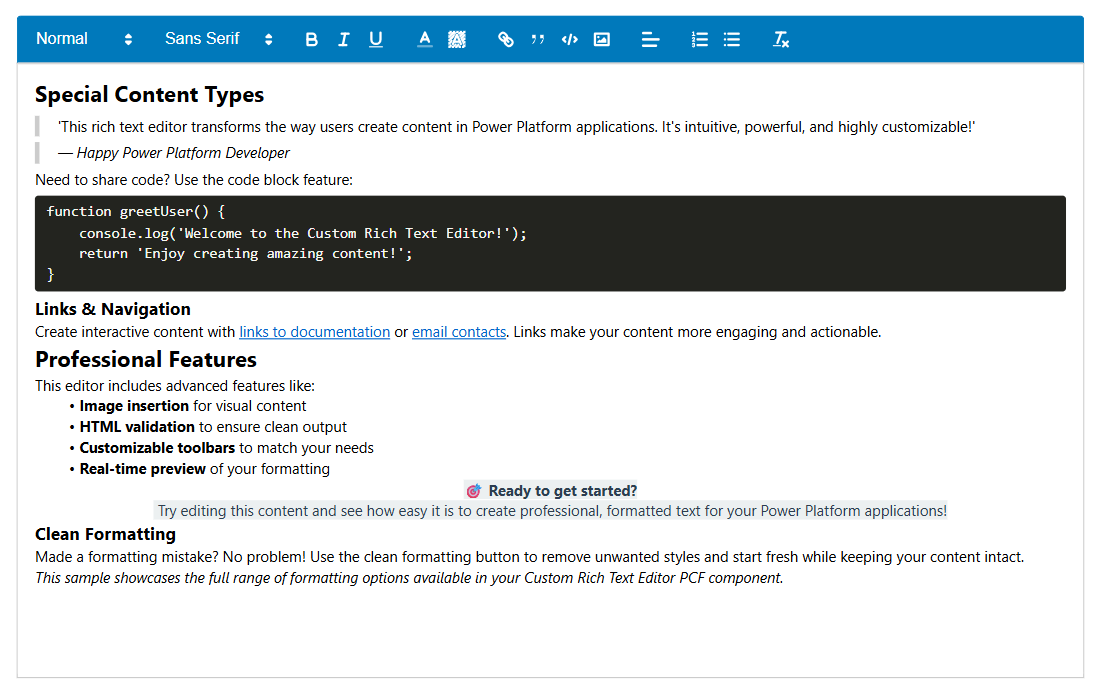 Normal Sans Serif B I U A
Special Content Types
'This rich text editor transforms the way users create content in Power Platform applications. It's intuitive, powerful, and highly customizable!'
— Happy Power Platform Developer
Need to share code? Use the code block feature:
function greetUser() {
    console.log('Welcome to the Custom Rich Text Editor!');
    return 'Enjoy creating amazing content!';
}
Links & Navigation
Create interactive content with links to documentation or email contacts. Links make your content more engaging and actionable.
Professional Features
This editor includes advanced features like:
• Image insertion for visual content
• HTML validation to ensure clean output
• Customizable toolbars to match your needs
• Real-time preview of your formatting
🎯 Ready to get started?
Try editing this content and see how easy it is to create professional, formatted text for your Power Platform applications!
Clean Formatting
Made a formatting mistake? No problem! Use the clean formatting button to remove unwanted styles and start fresh while keeping your content intact.
This sample showcases the full range of formatting options available in your Custom Rich Text Editor PCF component.